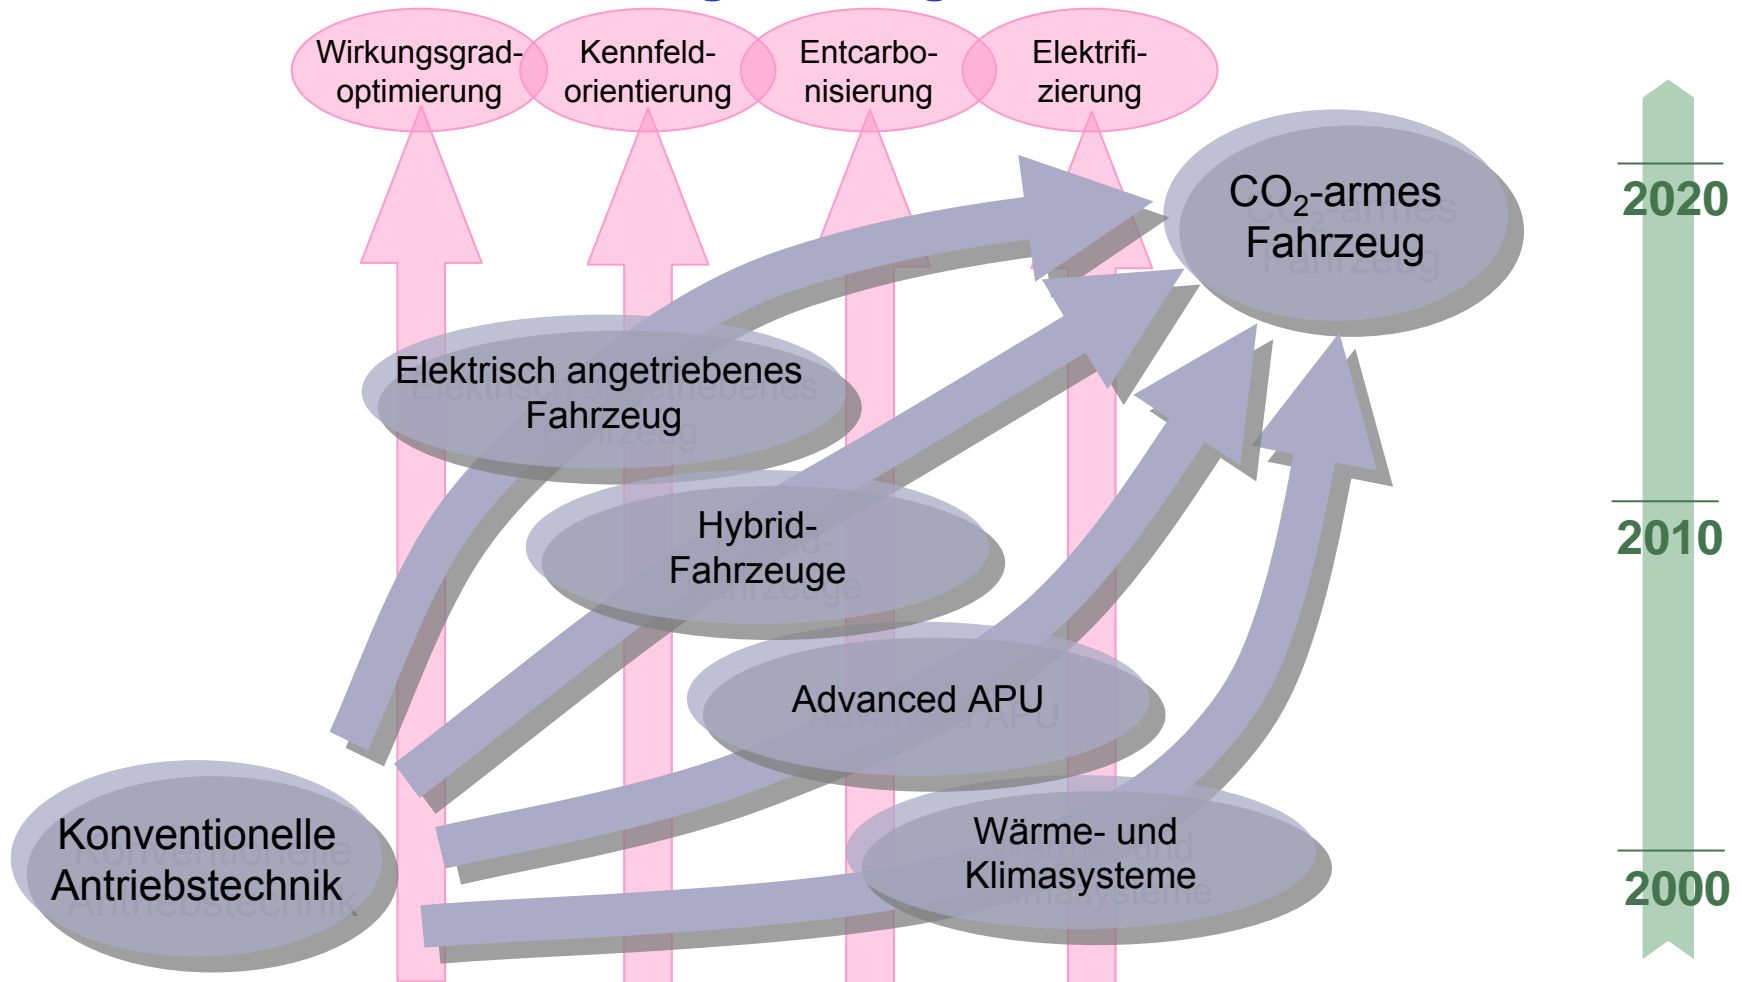 Wirkungsgrad-
optimierung
Kennfeld-
orientierung
Entcarbo-
nisierung
Elektrifi-
zierung
CO₂-armes
Fahrzeug
2020
Elektrisch angetriebenes
Fahrzeug
Hybrid-
Fahrzeuge
2010
Advanced APU
Wärme- und
Klimasysteme
Konventionelle
Antriebstechnik
2000